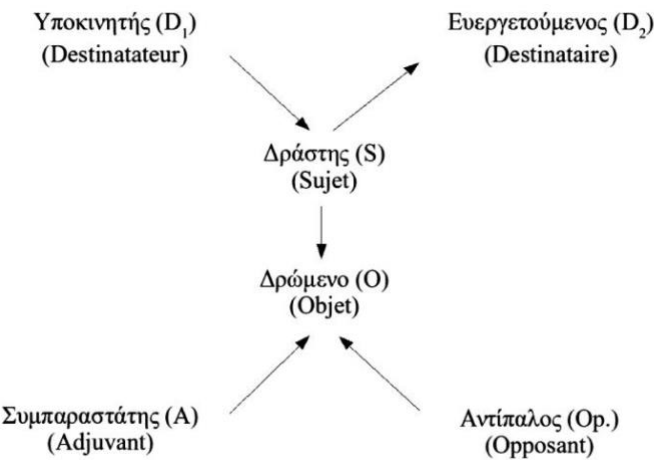 Υποκινητής (D₁)
(Destinatateur)
Ευεργετούμενος (D₂)
(Destinataire)
Δράστης (S)
(Sujet)
Δρώμενο (O)
(Objet)
Συμπαραστάτης (A)
(Adjuvant)
Αντίπαλος (Op.)
(Opposant)